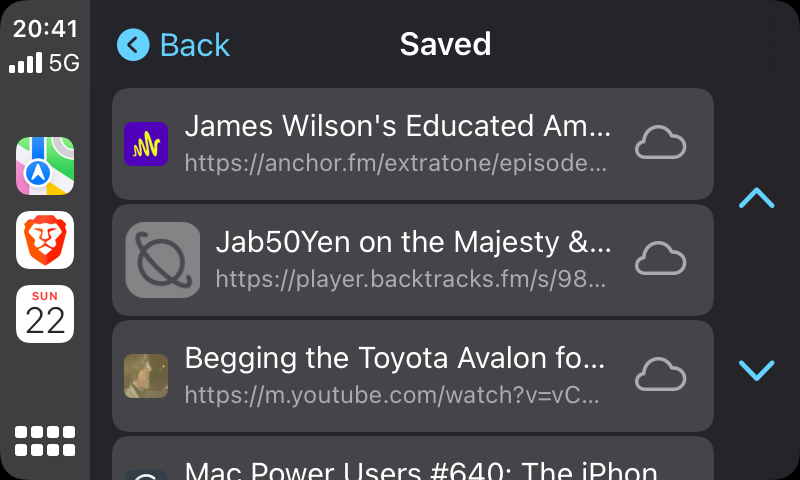 20:41
5G
SUN
22
Back
Saved
James Wilson's Educated Am...
https://anchor.fm/extratone/episode...
Jab50Yen on the Majesty &...
https://player.backtracks.fm/s/98...
Begging the Toyota Avalon fo...
https://m.youtube.com/watch?v=vC...
Mac Power Users #640: The iPhon